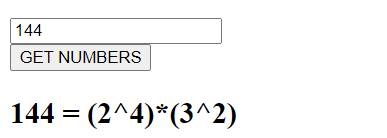 144
GET NUMBERS
144 = (2^4)*(3^2)